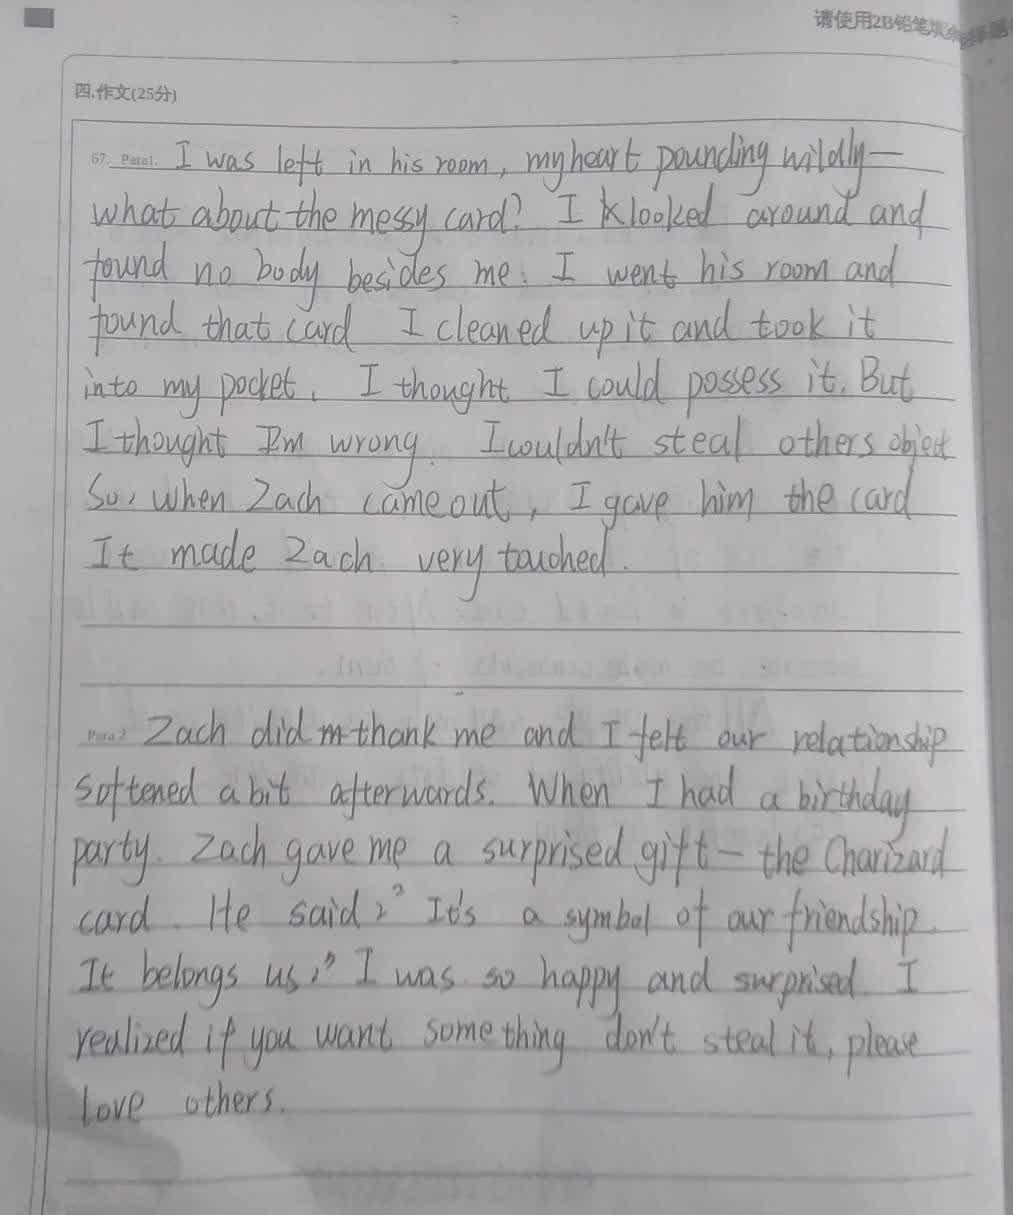 请使用2B铅笔填涂
四.作文(25分)
67. Para1. I was left in his room, my heart pounding wildly—
what about the messy card? I looked around and
found no body besides me. I went his room and
found that card I cleaned up it and took it
into my pocket. I thought I could possess it. But
I thought I'm wrong. I wouldn't steal others object
So, when Zach came out, I gave him the card
It made Zach very touched.
Para2 Zach did thank me and I felt our relationship
softened a bit afterwards. When I had a birthday
party. Zach gave me a surprised gift— the Charizard
card. He said," It's a symbol of our friendship.
It belongs us." I was so happy and surprised. I
realized if you want something don't steal it, please
love others.